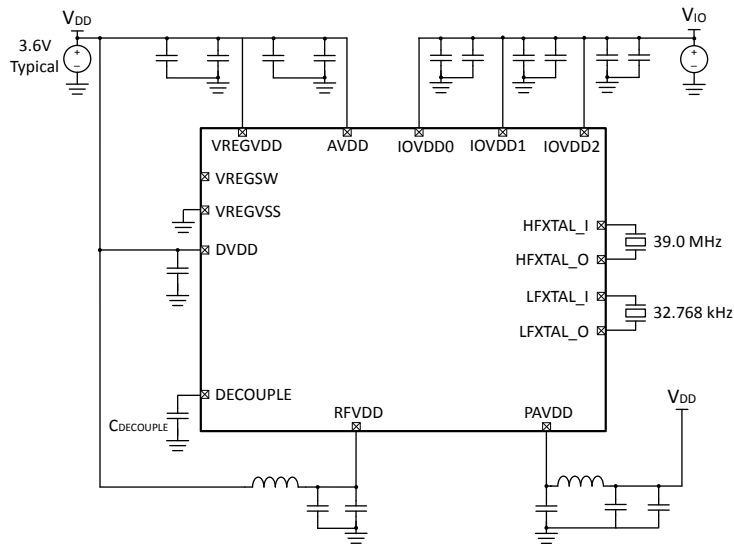 VDD
VIO
3.6V
Typical
+
–
+
–
VREGVDD
AVDD
IOVDD0
IOVDD1
IOVDD2
VREGSW
VREGVSS
HFXTAL_I
39.0 MHz
DVDD
HFXTAL_O
LFXTAL_I
32.768 kHz
LFXTAL_O
DECOUPLE
VDD
RFVDD
PAVDD
CDECOUPLE